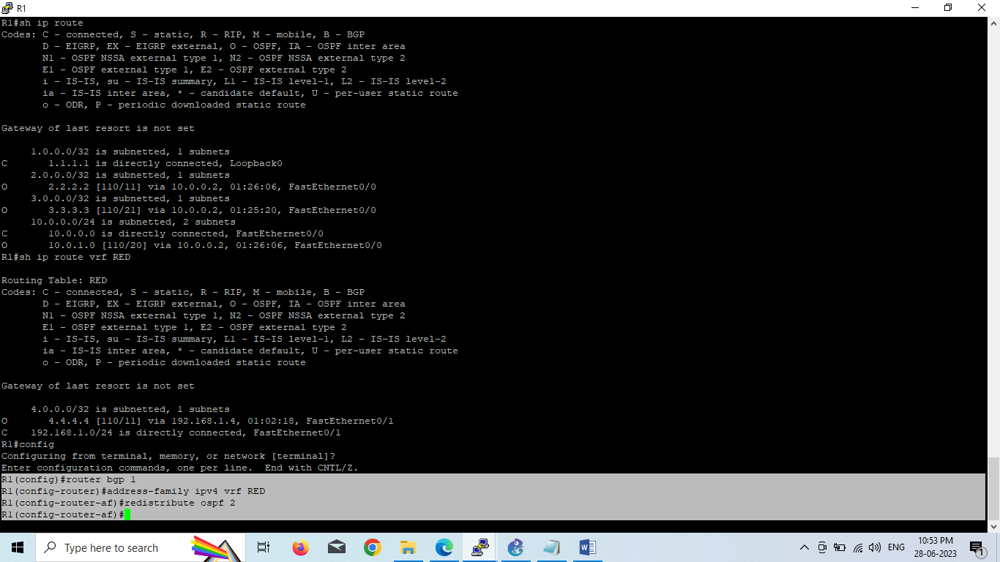 R1
R1#sh ip route
Codes: C - connected, S - static, R - RIP, M - mobile, B - BGP
       D - EIGRP, EX - EIGRP external, O - OSPF, IA - OSPF inter area
       N1 - OSPF NSSA external type 1, N2 - OSPF NSSA external type 2
       E1 - OSPF external type 1, E2 - OSPF external type 2
       i - IS-IS, su - IS-IS summary, L1 - IS-IS level-1, L2 - IS-IS level-2
       ia - IS-IS inter area, * - candidate default, U - per-user static route
       o - ODR, P - periodic downloaded static route
Gateway of last resort is not set
     1.0.0.0/32 is subnetted, 1 subnets
C       1.1.1.1 is directly connected, Loopback0
     2.0.0.0/32 is subnetted, 1 subnets
O       2.2.2.2 [110/11] via 10.0.0.2, 01:26:06, FastEthernet0/0
     3.0.0.0/32 is subnetted, 1 subnets
O       3.3.3.3 [110/21] via 10.0.0.2, 01:25:20, FastEthernet0/0
     10.0.0.0/24 is subnetted, 2 subnets
C       10.0.0.0 is directly connected, FastEthernet0/0
O       10.0.1.0 [110/20] via 10.0.0.2, 01:26:06, FastEthernet0/0
R1#sh ip route vrf RED
Routing Table: RED
Codes: C - connected, S - static, R - RIP, M - mobile, B - BGP
       D - EIGRP, EX - EIGRP external, O - OSPF, IA - OSPF inter area
       N1 - OSPF NSSA external type 1, N2 - OSPF NSSA external type 2
       E1 - OSPF external type 1, E2 - OSPF external type 2
       i - IS-IS, su - IS-IS summary, L1 - IS-IS level-1, L2 - IS-IS level-2
       ia - IS-IS inter area, * - candidate default, U - per-user static route
       o - ODR, P - periodic downloaded static route
Gateway of last resort is not set
     4.0.0.0/32 is subnetted, 1 subnets
O       4.4.4.4 [110/11] via 192.168.1.4, 01:02:18, FastEthernet0/1
C    192.168.1.0/24 is directly connected, FastEthernet0/1
R1#config
Configuring from terminal, memory, or network [terminal]?
Enter configuration commands, one per line.  End with CNTL/Z.
R1(config)#router bgp 1
R1(config-router)#address-family ipv4 vrf RED
R1(config-router-af)#redistribute ospf 2
R1(config-router-af)#
Type here to search
ENG
10:53 PM
28-06-2023
1